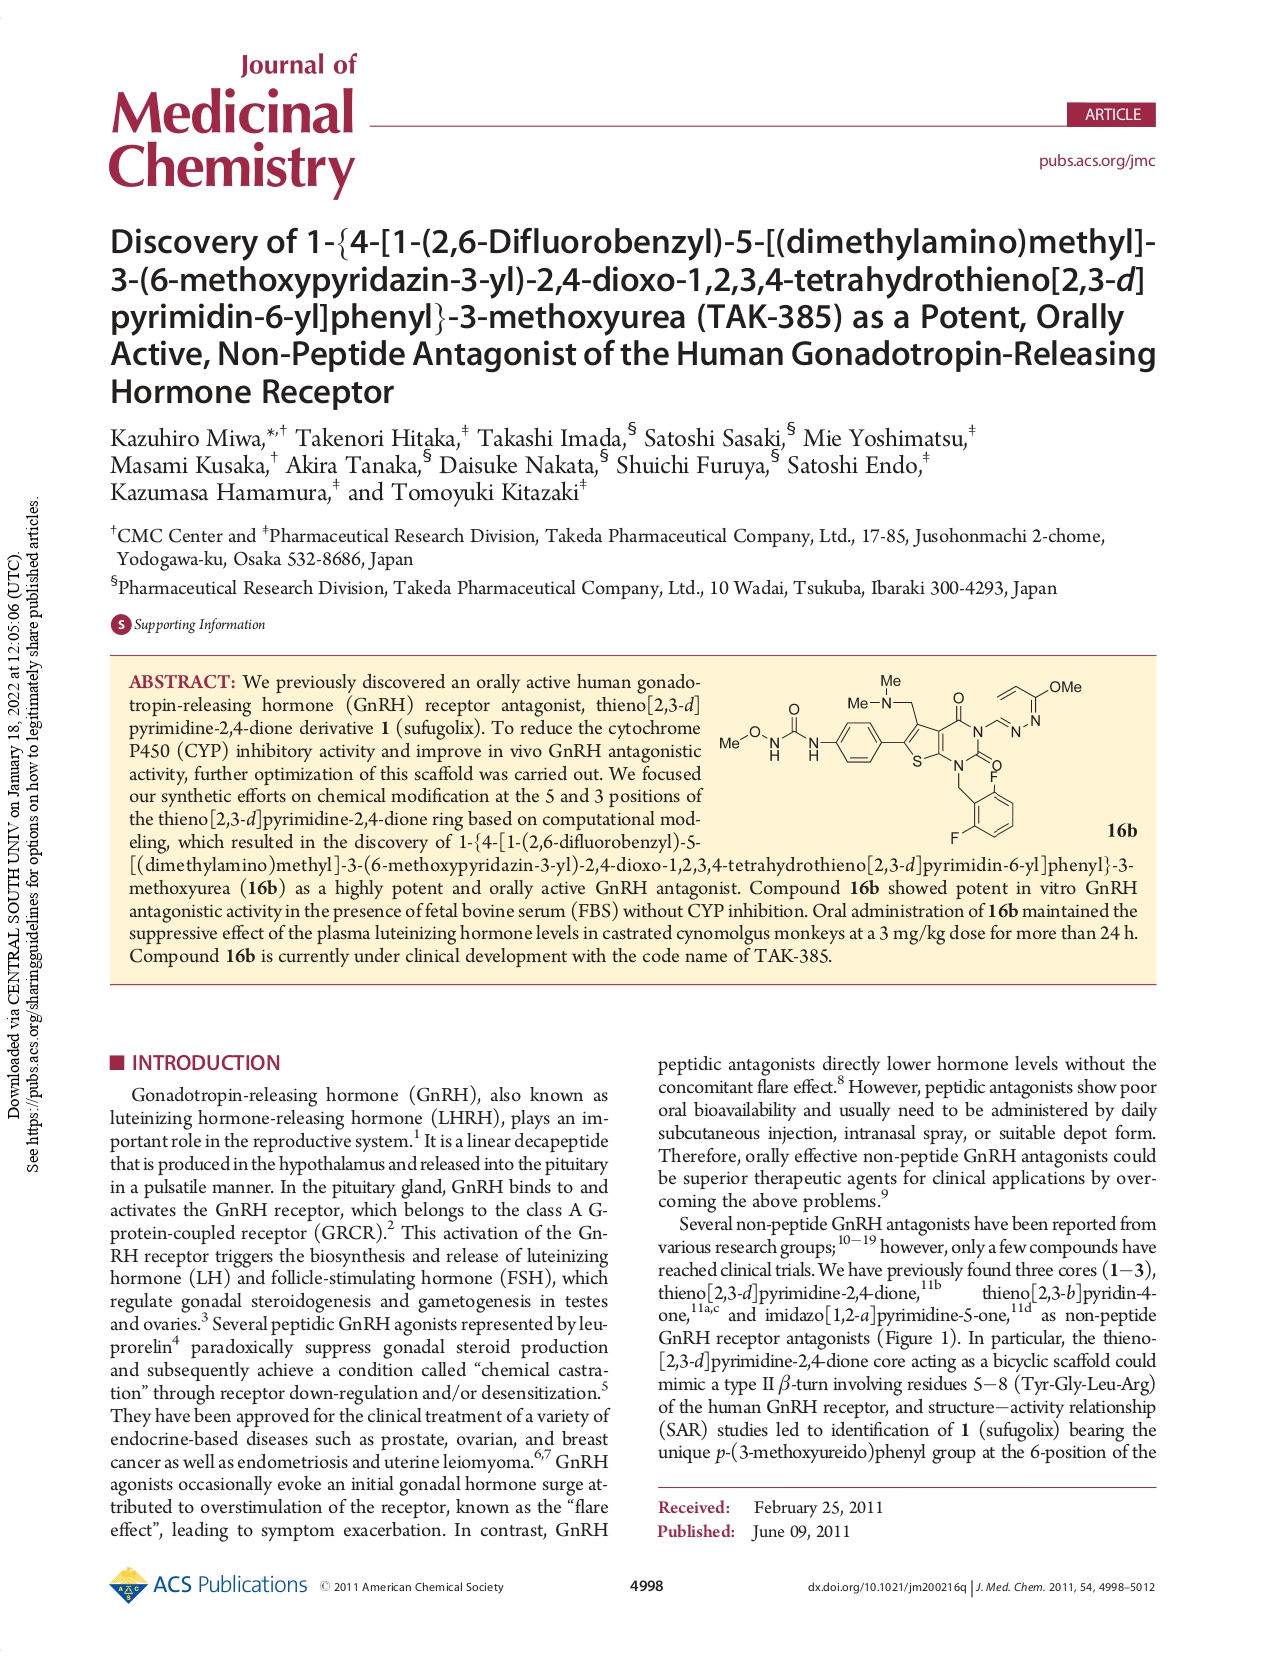 Journal of
Medicinal
Chemistry
ARTICLE
pubs.acs.org/jmc
Discovery of 1-{4-[1-(2,6-Difluorobenzyl)-5-[(dimethylamino)methyl]-
3-(6-methoxypyridazin-3-yl)-2,4-dioxo-1,2,3,4-tetrahydrothieno[2,3-d]
pyrimidin-6-yl]phenyl}-3-methoxyurea (TAK-385) as a Potent, Orally
Active, Non-Peptide Antagonist of the Human Gonadotropin-Releasing
Hormone Receptor
Kazuhiro Miwa,*,† Takenori Hitaka,‡ Takashi Imada,§ Satoshi Sasaki,§ Mie Yoshimatsu,‡
Masami Kusaka,† Akira Tanaka,§ Daisuke Nakata,§ Shuichi Furuya,§ Satoshi Endo,‡
Kazumasa Hamamura,‡ and Tomoyuki Kitazaki‡
†CMC Center and ‡Pharmaceutical Research Division, Takeda Pharmaceutical Company, Ltd., 17-85, Jusohonmachi 2-chome,
Yodogawa-ku, Osaka 532-8686, Japan
§Pharmaceutical Research Division, Takeda Pharmaceutical Company, Ltd., 10 Wadai, Tsukuba, Ibaraki 300-4293, Japan
S Supporting Information
ABSTRACT: We previously discovered an orally active human gonado-
tropin-releasing hormone (GnRH) receptor antagonist, thieno[2,3-d]
pyrimidine-2,4-dione derivative 1 (sufugolix). To reduce the cytochrome
P450 (CYP) inhibitory activity and improve in vivo GnRH antagonistic
activity, further optimization of this scaffold was carried out. We focused
our synthetic efforts on chemical modification at the 5 and 3 positions of
the thieno[2,3-d]pyrimidine-2,4-dione ring based on computational mod-
eling, which resulted in the discovery of 1-{4-[1-(2,6-difluorobenzyl)-5-
[(dimethylamino)methyl]-3-(6-methoxypyridazin-3-yl)-2,4-dioxo-1,2,3,4-tetrahydrothieno[2,3-d]pyrimidin-6-yl]phenyl}-3-
methoxyurea (16b) as a highly potent and orally active GnRH antagonist. Compound 16b showed potent in vitro GnRH
antagonistic activity in the presence of fetal bovine serum (FBS) without CYP inhibition. Oral administration of 16b maintained the
suppressive effect of the plasma luteinizing hormone levels in castrated cynomolgus monkeys at a 3 mg/kg dose for more than 24 h.
Compound 16b is currently under clinical development with the code name of TAK-385.
Me
Me
N
O
OMe
O
O
N
N
N
Me
N
H
N
H
S
N
O
F
F
16b
■ INTRODUCTION
Gonadotropin-releasing hormone (GnRH), also known as
luteinizing hormone-releasing hormone (LHRH), plays an im-
portant role in the reproductive system.1 It is a linear decapeptide
that is produced in the hypothalamus and released into the pituitary
in a pulsatile manner. In the pituitary gland, GnRH binds to and
activates the GnRH receptor, which belongs to the class A G-
protein-coupled receptor (GRCR).2 This activation of the Gn-
RH receptor triggers the biosynthesis and release of luteinizing
hormone (LH) and follicle-stimulating hormone (FSH), which
regulate gonadal steroidogenesis and gametogenesis in testes
and ovaries.3 Several peptidic GnRH agonists represented by leu-
prorelin4 paradoxically suppress gonadal steroid production
and subsequently achieve a condition called “chemical castra-
tion” through receptor down-regulation and/or desensitization.5
They have been approved for the clinical treatment of a variety of
endocrine-based diseases such as prostate, ovarian, and breast
cancer as well as endometriosis and uterine leiomyoma.6,7 GnRH
agonists occasionally evoke an initial gonadal hormone surge at-
tributed to overstimulation of the receptor, known as the “flare
effect”, leading to symptom exacerbation. In contrast, GnRH
peptidic antagonists directly lower hormone levels without the
concomitant flare effect.8 However, peptidic antagonists show poor
oral bioavailability and usually need to be administered by daily
subcutaneous injection, intranasal spray, or suitable depot form.
Therefore, orally effective non-peptide GnRH antagonists could
be superior therapeutic agents for clinical applications by over-
coming the above problems.9
Several non-peptide GnRH antagonists have been reported from
various research groups;10−19 however, only a few compounds have
reached clinical trials. We have previously found three cores (1−3),
thieno[2,3-d]pyrimidine-2,4-dione,11b thieno[2,3-b]pyridin-4-
one,11a,c and imidazo[1,2-a]pyrimidine-5-one,11d as non-peptide
GnRH receptor antagonists (Figure 1). In particular, the thieno-
[2,3-d]pyrimidine-2,4-dione core acting as a bicyclic scaffold could
mimic a type II β-turn involving residues 5−8 (Tyr-Gly-Leu-Arg)
of the human GnRH receptor, and structure−activity relationship
(SAR) studies led to identification of 1 (sufugolix) bearing the
unique p-(3-methoxyureido)phenyl group at the 6-position of the
Received: February 25, 2011
Published: June 09, 2011
ACS Publications © 2011 American Chemical Society
4998
dx.doi.org/10.1021/jm200216q | J. Med. Chem. 2011, 54, 4998–5012
Downloaded via CENTRAL SOUTH UNIV on January 18, 2022 at 12:05:06 (UTC).
See https://pubs.acs.org/sharingguidelines for options on how to legitimately share published articles.